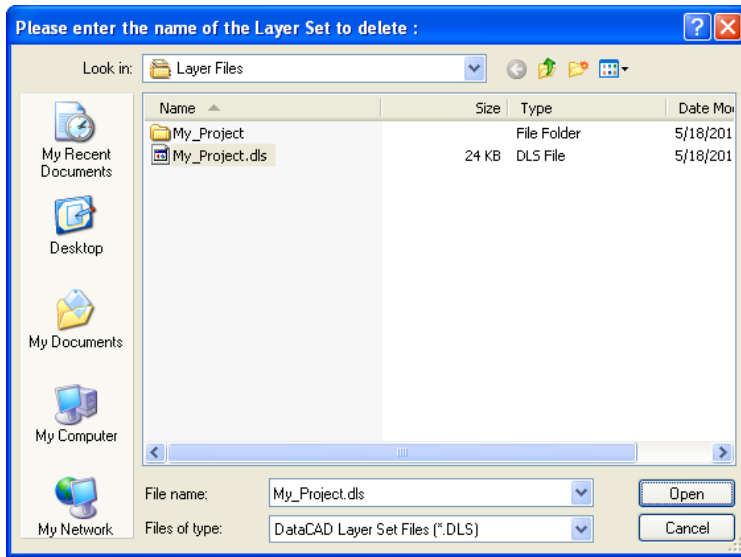 Please enter the name of the Layer Set to delete :
Look in: Layer Files
Name Size Type Date Mo
My_Project File Folder 5/18/201
My_Project.dls 24 KB DLS File 5/18/201
My Recent
Documents
Desktop
My Documents
My Computer
My Network
File name: My_Project.dls Open
Files of type: DataCAD Layer Set Files (*.DLS) Cancel